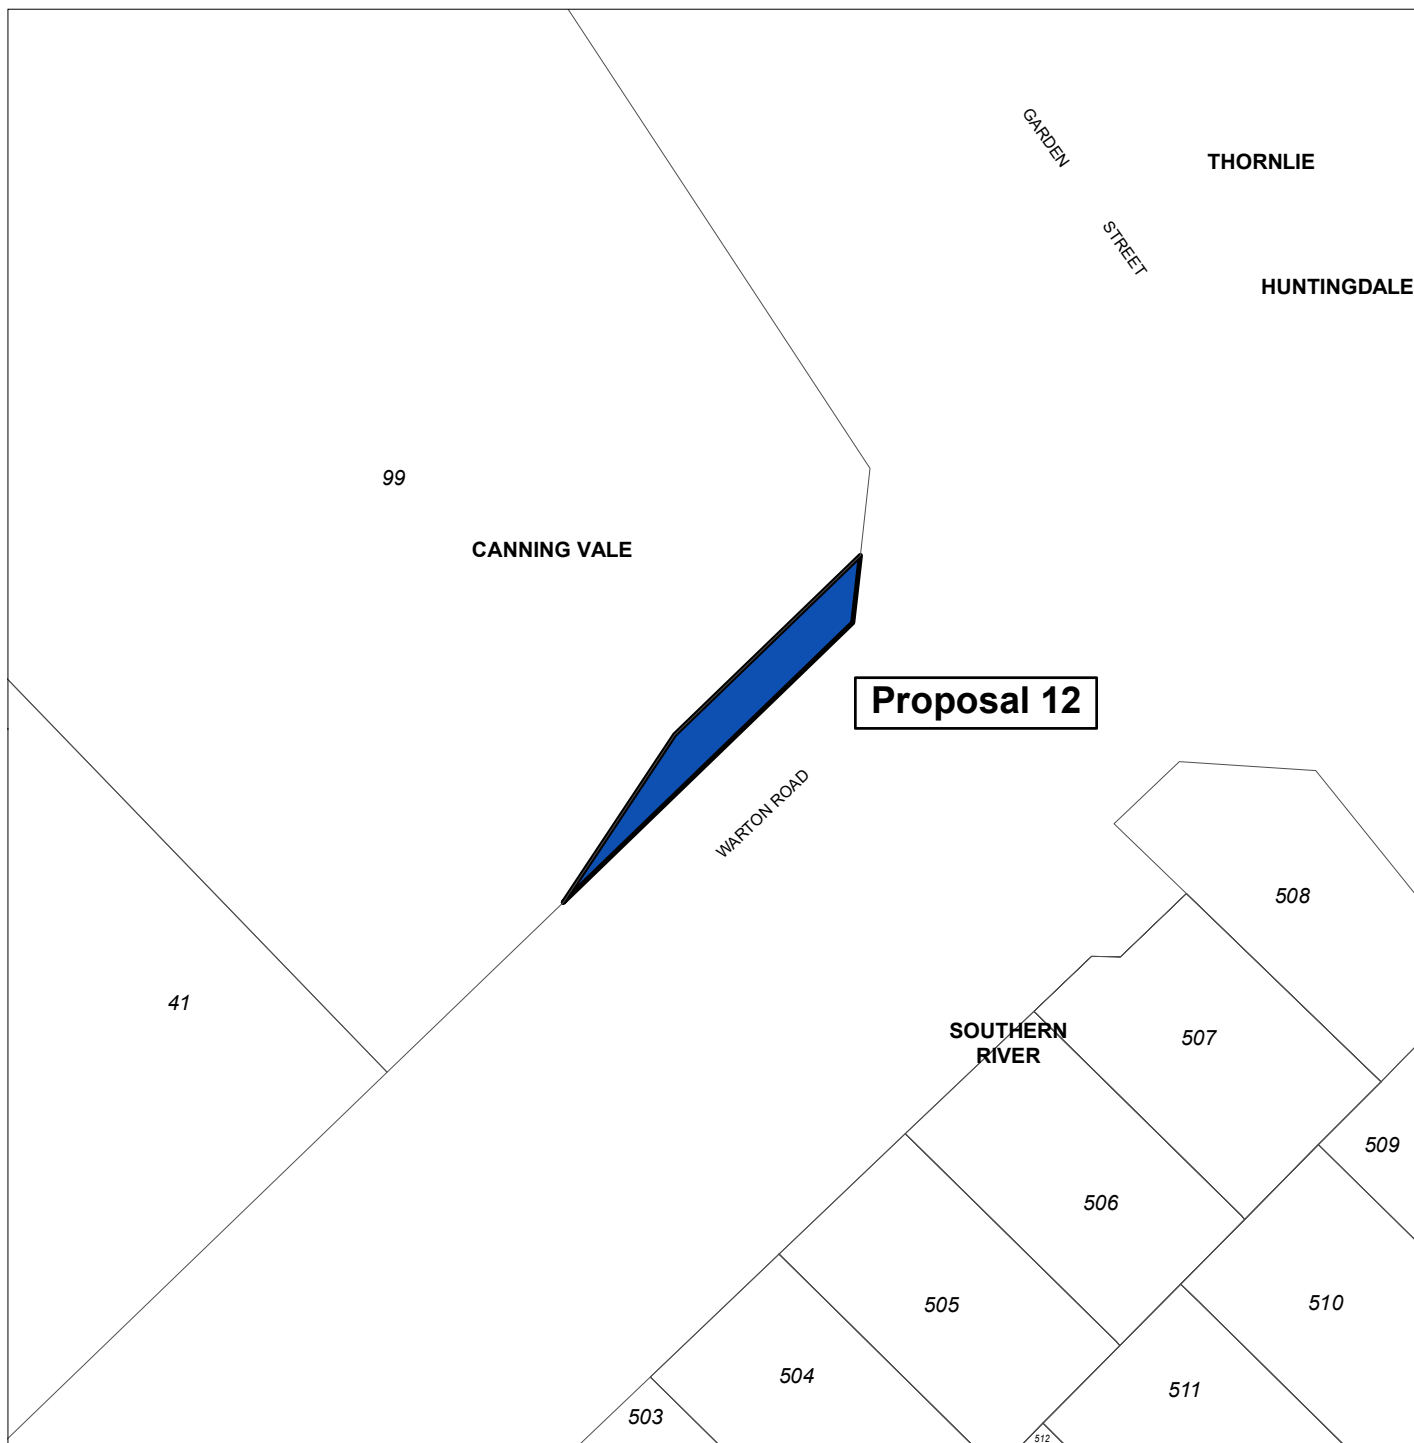 GARDEN
STREET
THORNLIE
HUNTINGDALE
99
CANNING VALE
Proposal 12
WARTON ROAD
508
41
SOUTHERN
RIVER
507
509
506
505
510
504
511
503
512